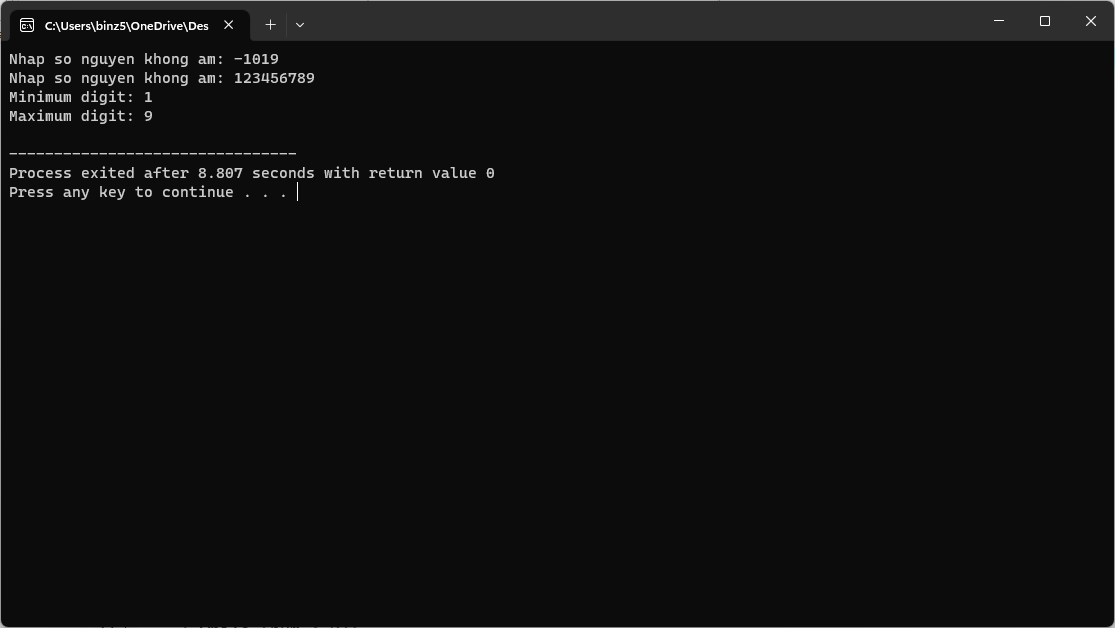 C:\Users\binz5\OneDrive\Des
Nhap so nguyen khong am: -1019
Nhap so nguyen khong am: 123456789
Minimum digit: 1
Maximum digit: 9
--------------------------------
Process exited after 8.807 seconds with return value 0
Press any key to continue . . .